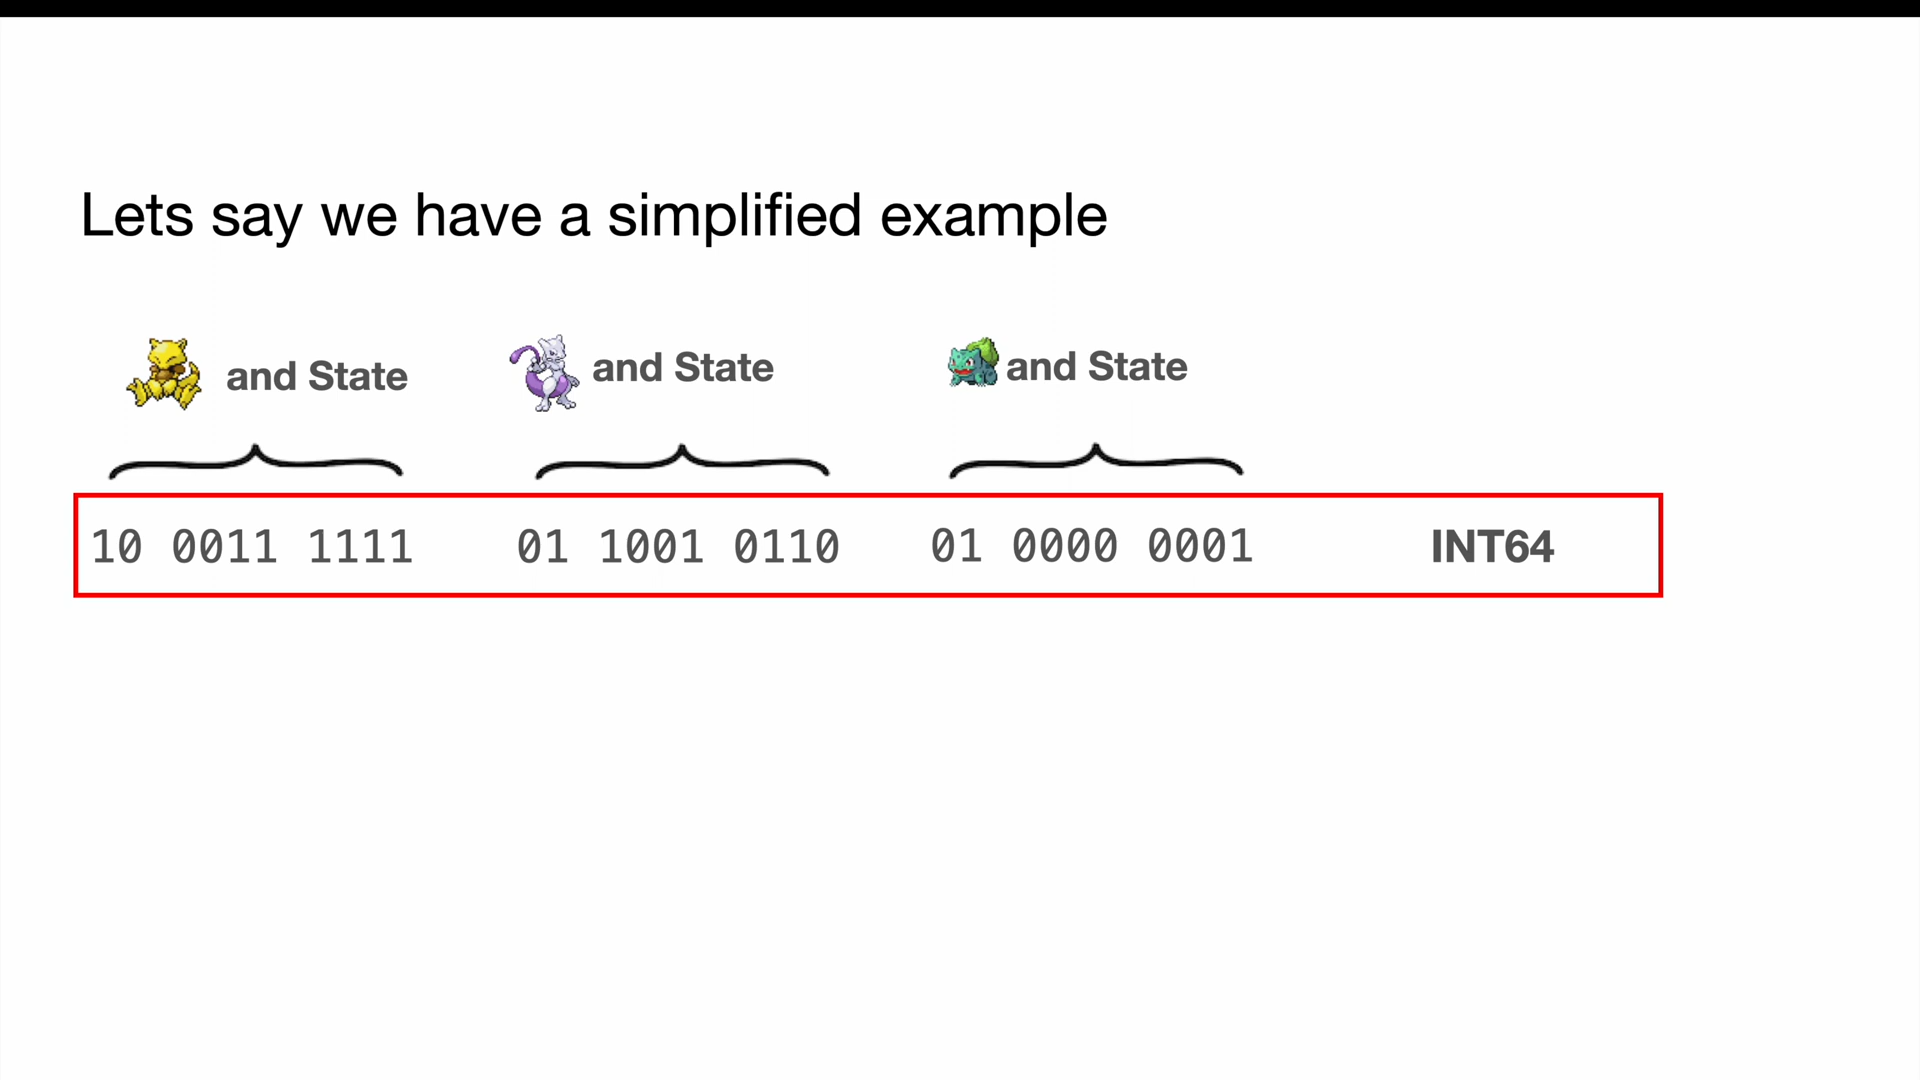 Lets say we have a simplified example
and State and State and State
10 0011 1111 01 1001 0110 01 0000 0001 INT64